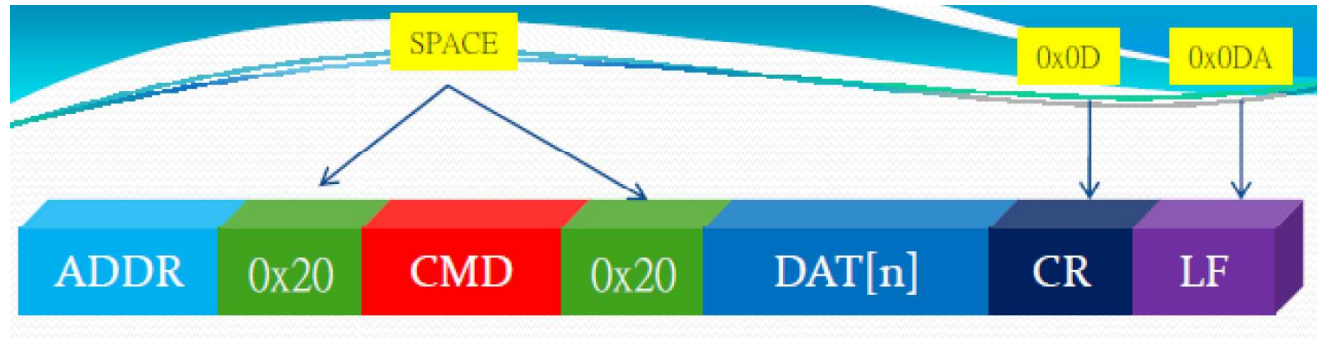 SPACE
0x0D 0x0DA
ADDR 0x20 CMD 0x20 DAT[n] CR LF